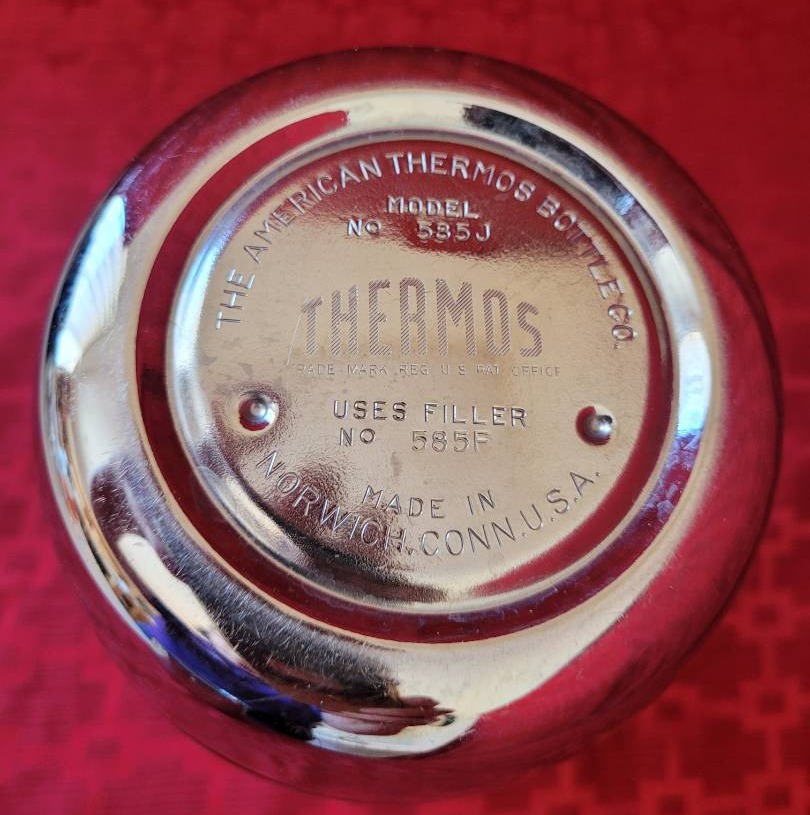 THE AMERICAN THERMOS BOTTLE CO.
MODEL
No 585J
THERMOS
TRADE-MARK REG. U.S. PAT. OFFICE
USES FILLER
No 585F
MADE IN
NORWICH, CONN. U.S.A.